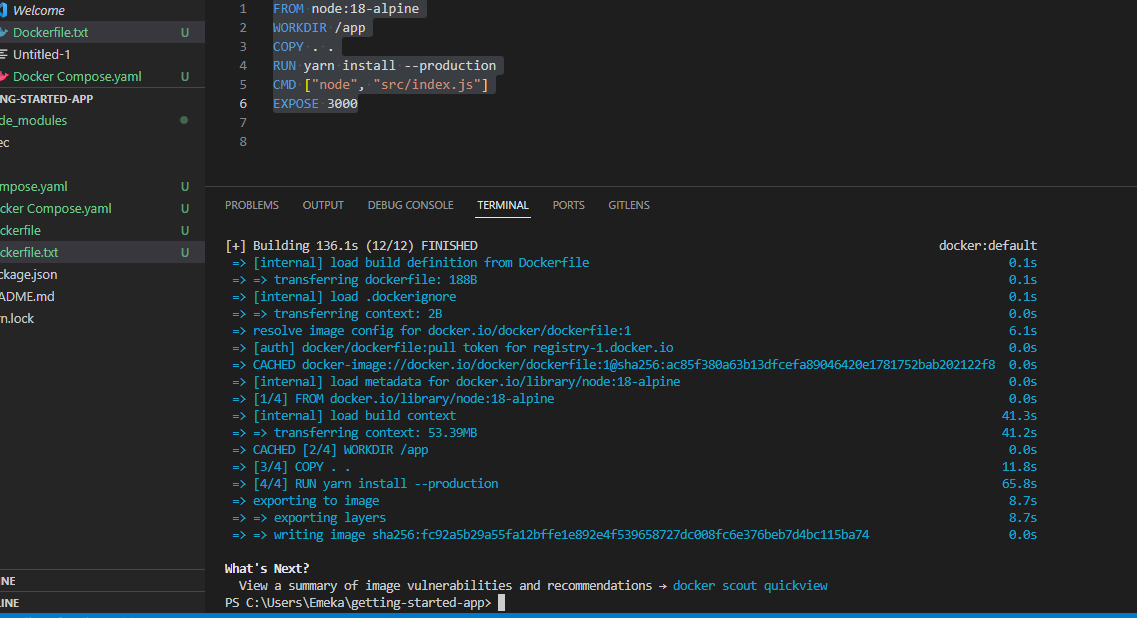 Welcome
Dockerfile.txt U
Untitled-1
Docker Compose.yaml U
NG-STARTED-APP
de_modules
ec
mpose.yaml U
cker Compose.yaml U
ckerfile U
ckerfile.txt U
ckage.json
ADME.md
n.lock
INE
LINE
1 FROM node:18-alpine
2 WORKDIR /app
3 COPY . .
4 RUN yarn install --production
5 CMD ["node", "src/index.js"]
6 EXPOSE 3000
7
8
PROBLEMS OUTPUT DEBUG CONSOLE TERMINAL PORTS GITLENS
[+] Building 136.1s (12/12) FINISHED docker:default
=> [internal] load build definition from Dockerfile 0.1s
=> => transferring dockerfile: 188B 0.1s
=> [internal] load .dockerignore 0.1s
=> => transferring context: 2B 0.0s
=> resolve image config for docker.io/docker/dockerfile:1 6.1s
=> [auth] docker/dockerfile:pull token for registry-1.docker.io 0.0s
=> CACHED docker-image://docker.io/docker/dockerfile:1@sha256:ac85f380a63b13dfcefa89046420e1781752bab202122f8 0.0s
=> [internal] load metadata for docker.io/library/node:18-alpine 0.0s
=> [1/4] FROM docker.io/library/node:18-alpine 0.0s
=> [internal] load build context 41.3s
=> => transferring context: 53.39MB 41.2s
=> CACHED [2/4] WORKDIR /app 0.0s
=> [3/4] COPY . . 11.8s
=> [4/4] RUN yarn install --production 65.8s
=> exporting to image 8.7s
=> => exporting layers 8.7s
=> => writing image sha256:fc92a5b29a55fa12bffe1e892e4f539658727dc008fc6e376beb7d4bc115ba74 0.0s
What's Next?
View a summary of image vulnerabilities and recommendations → docker scout quickview
PS C:\Users\Emeka\getting-started-app>